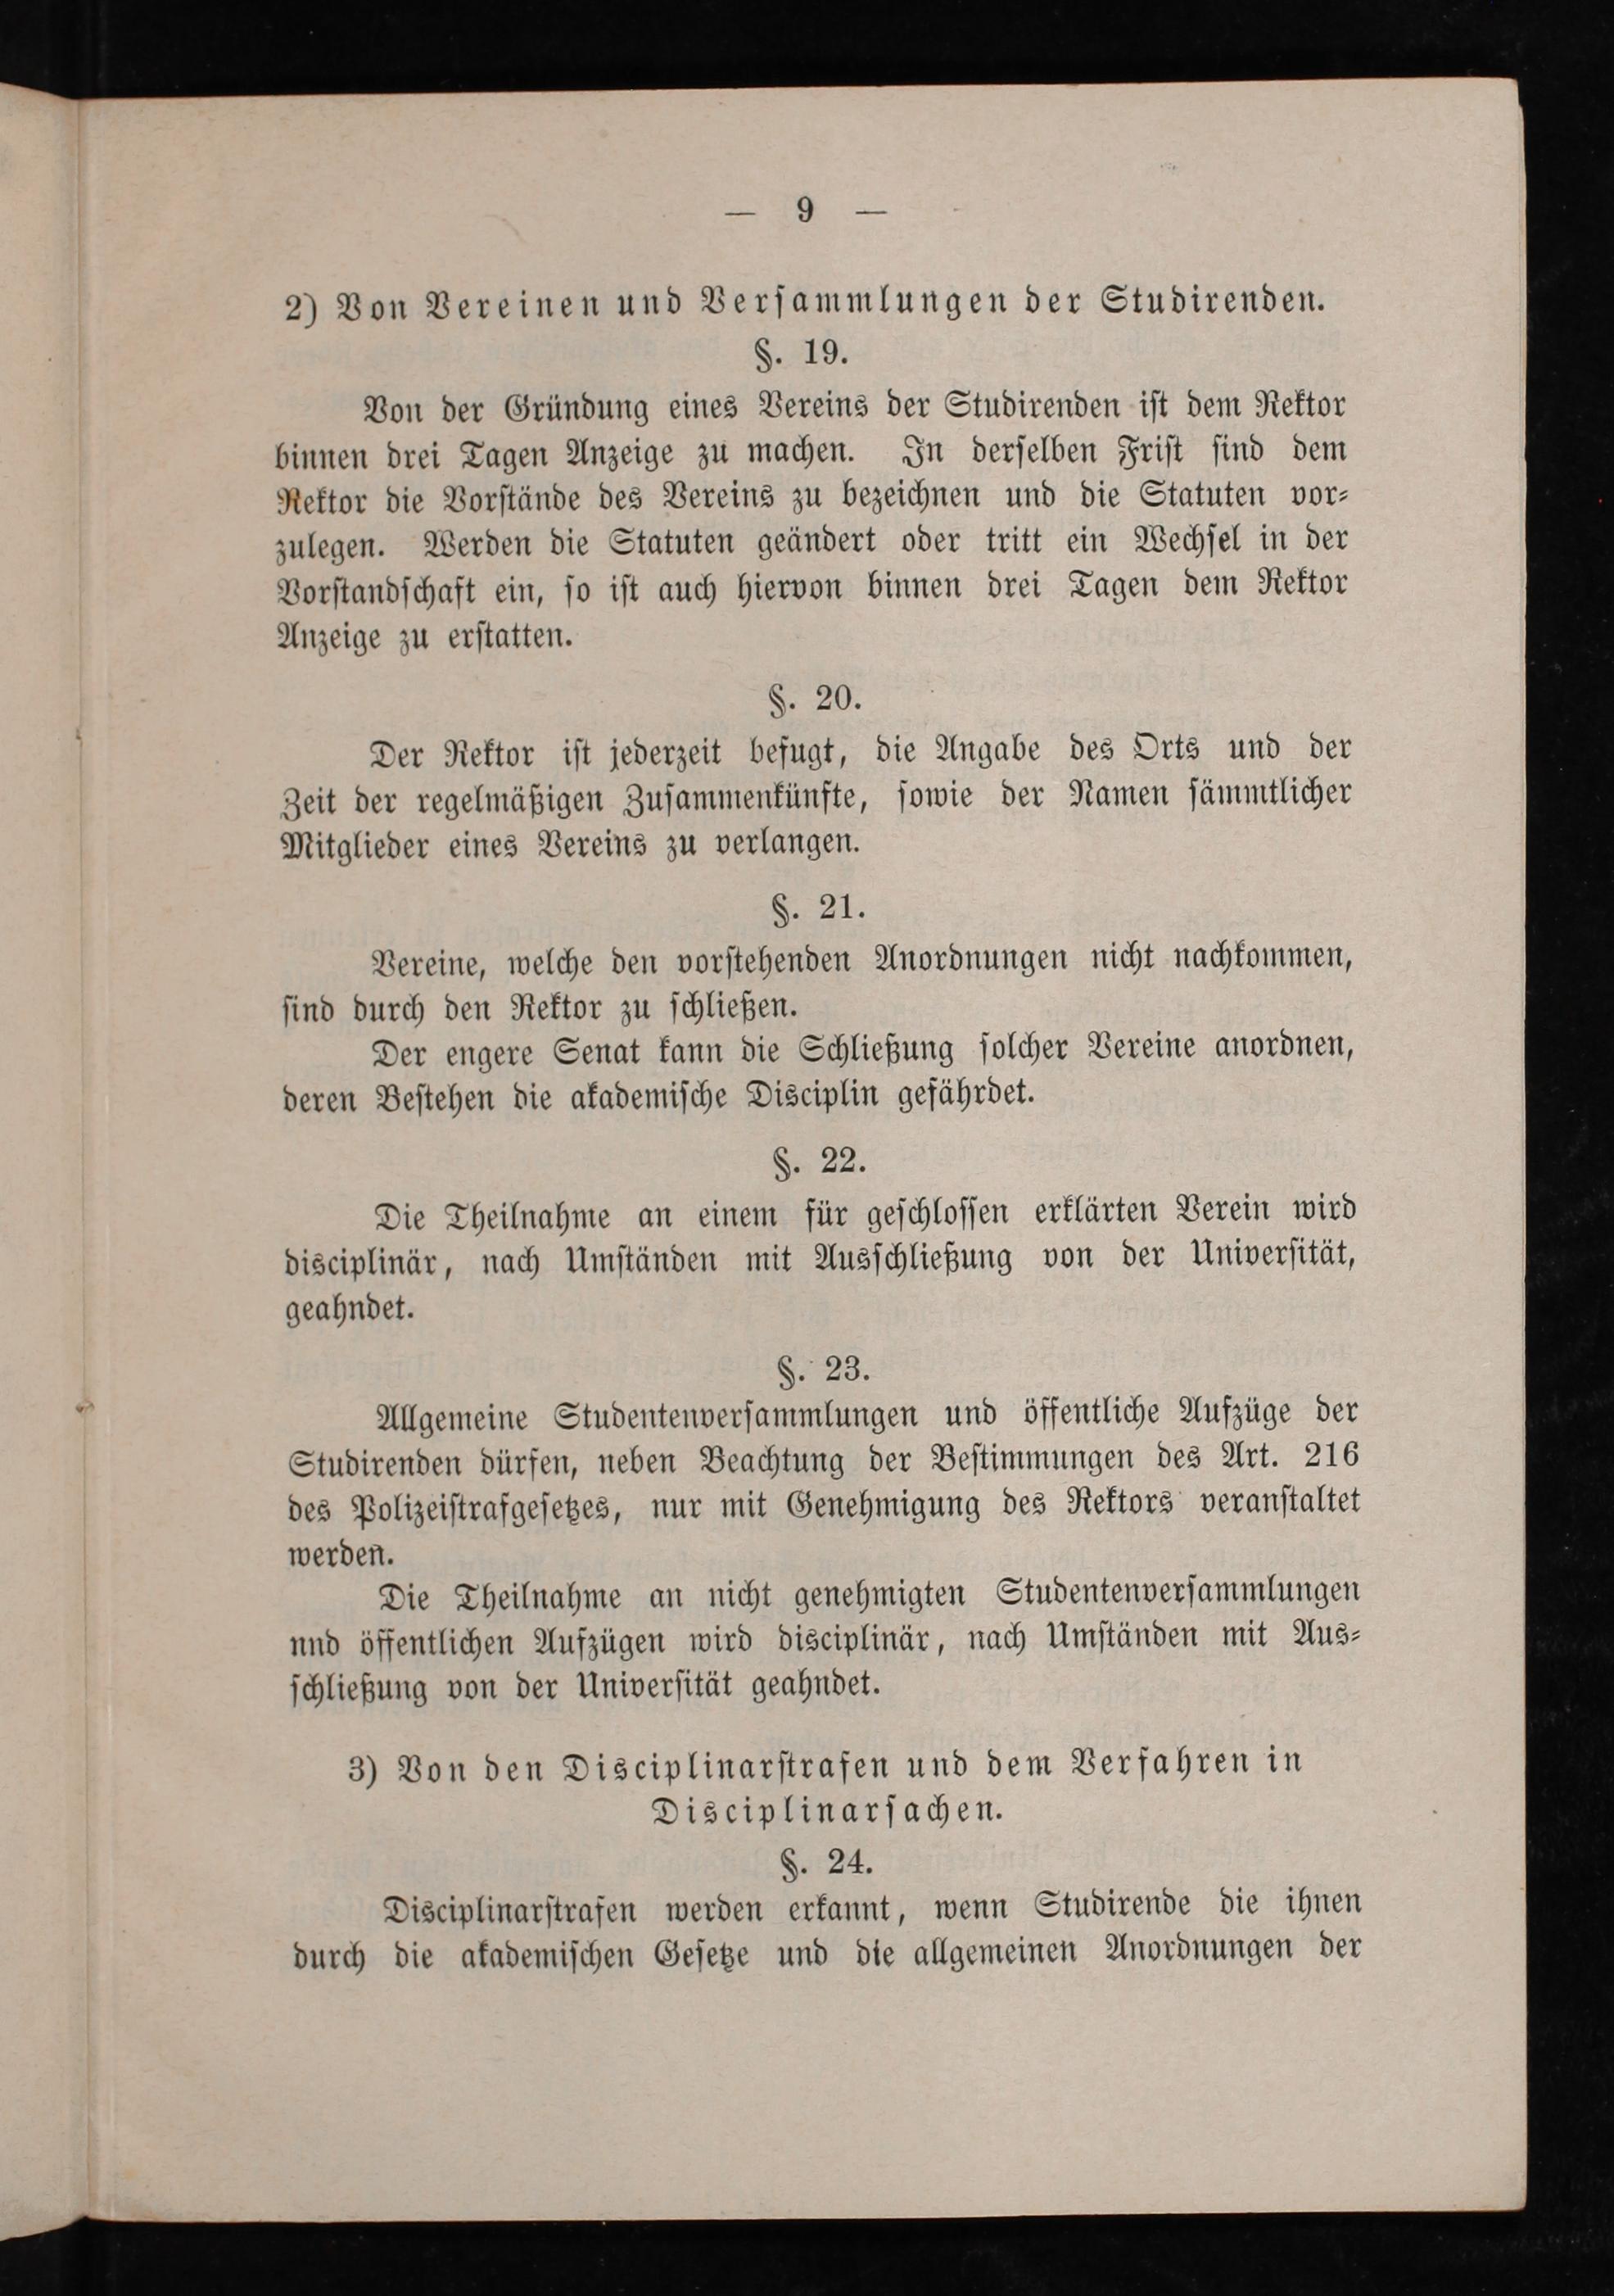 — 9 —
2) Von Vereinen und Versammlungen der Studirenden.
§. 19.
Von der Gründung eines Vereins der Studirenden ist dem Rektor
binnen drei Tagen Anzeige zu machen. In derselben Frist sind dem
Rektor die Vorstände des Vereins zu bezeichnen und die Statuten vor-
zulegen. Werden die Statuten geändert oder tritt ein Wechsel in der
Vorstandschaft ein, so ist auch hiervon binnen drei Tagen dem Rektor
Anzeige zu erstatten.
§. 20.
Der Rektor ist jederzeit befugt, die Angabe des Orts und der
Zeit der regelmäßigen Zusammenkünfte, sowie der Namen sämmtlicher
Mitglieder eines Vereins zu verlangen.
§. 21.
Vereine, welche den vorstehenden Anordnungen nicht nachkommen,
sind durch den Rektor zu schließen.
Der engere Senat kann die Schließung solcher Vereine anordnen,
deren Bestehen die akademische Disciplin gefährdet.
§. 22.
Die Theilnahme an einem für geschlossen erklärten Verein wird
disciplinär, nach Umständen mit Ausschließung von der Universität,
geahndet.
§. 23.
Allgemeine Studentenversammlungen und öffentliche Aufzüge der
Studirenden dürfen, neben Beachtung der Bestimmungen des Art. 216
des Polizeistrafgesetzes, nur mit Genehmigung des Rektors veranstaltet
werden.
Die Theilnahme an nicht genehmigten Studentenversammlungen
nnd öffentlichen Aufzügen wird disciplinär, nach Umständen mit Aus-
schließung von der Universität geahndet.
3) Von den Disciplinarstrafen und dem Verfahren in
Disciplinarsachen.
§. 24.
Disciplinarstrafen werden erkannt, wenn Studirende die ihnen
durch die akademischen Gesetze und die allgemeinen Anordnungen der